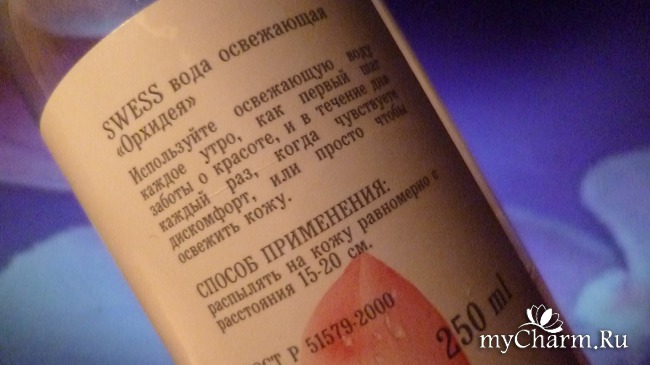 SWESS вода освежающая
«Орхидея»
Используйте освежающую воду
каждое утро, как первый шаг
заботы о красоте, и в течение дня
каждый раз, когда чувствуете
дискомфорт, или просто чтобы
освежить кожу.
СПОСОБ ПРИМЕНЕНИЯ:
распылять на кожу равномерно с
расстояния 15-20 см.
ОСТ Р 51579-2000
250 ml
myCharm.Ru